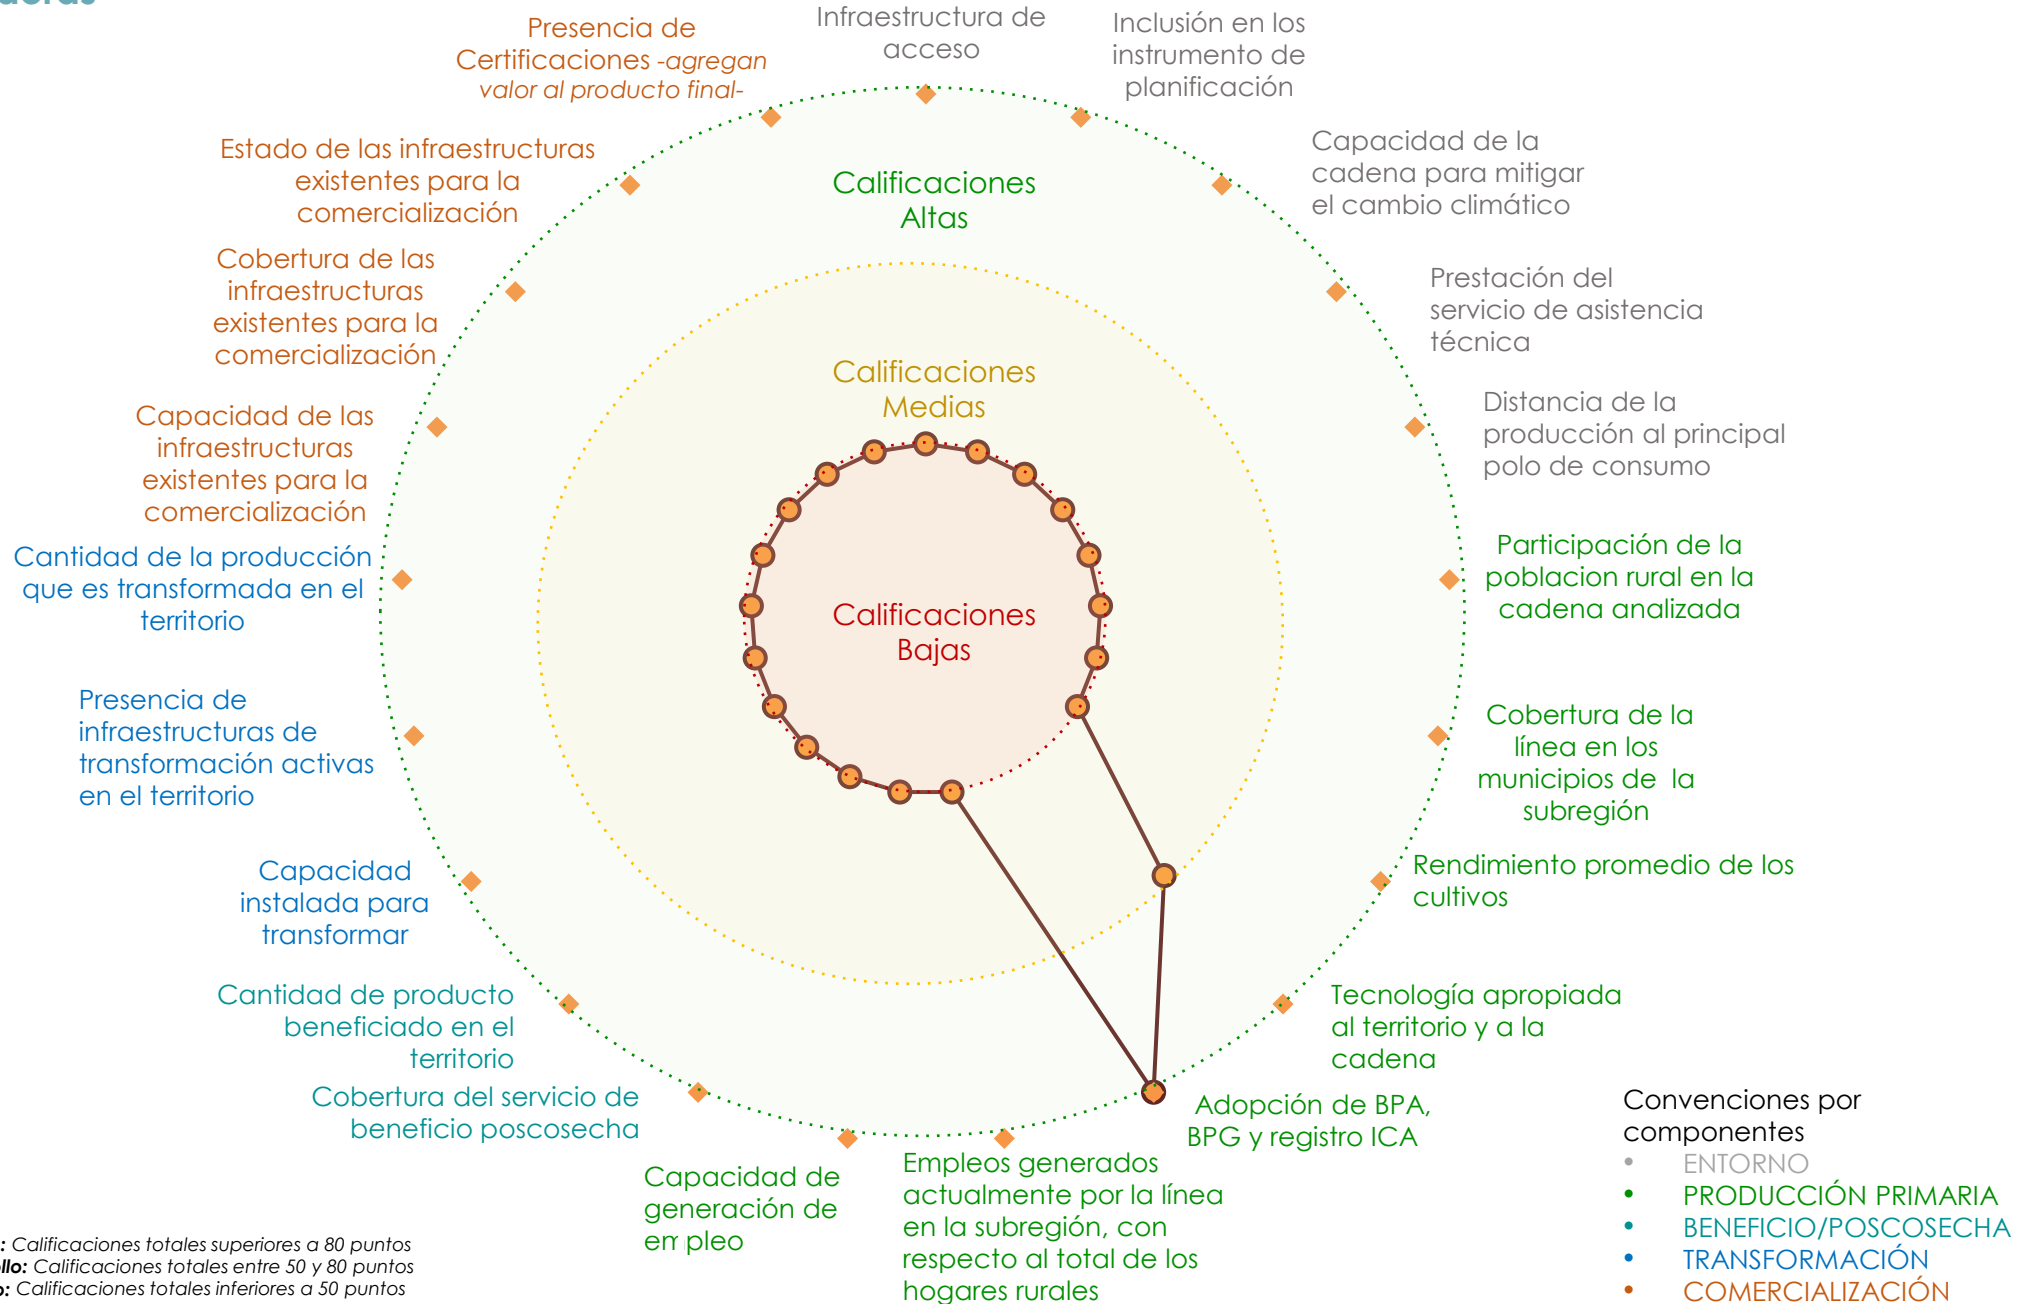 Presencia de
Certificaciones -agregan
valor al producto final-
Infraestructura de
acceso
Inclusión en los
instrumento de
planificación
Capacidad de la
cadena para mitigar
el cambio climático
Prestación del
servicio de asistencia
técnica
Distancia de la
producción al principal
polo de consumo
Participación de la
poblacion rural en la
cadena analizada
Cobertura de la
línea en los
municipios de la
subregión
Rendimiento promedio de los
cultivos
Tecnología apropiada
al territorio y a la
cadena
Adopción de BPA,
BPG y registro ICA
Empleos generados
actualmente por la línea
en la subregión, con
respecto al total de los
hogares rurales
Capacidad de
generación de
empleo
Cobertura del servicio de
beneficio poscosecha
Cantidad de producto
beneficiado en el
territorio
Capacidad
instalada para
transformar
Presencia de
infraestructuras de
transformación activas
en el territorio
Cantidad de la producción
que es transformada en el
territorio
Capacidad de las
infraestructuras
existentes para la
comercialización
Cobertura de las
infraestructuras
existentes para la
comercialización
Estado de las infraestructuras
existentes para la
comercialización
Calificaciones
Altas
Calificaciones
Medias
Calificaciones
Bajas
Convenciones por
componentes
• ENTORNO
• PRODUCCIÓN PRIMARIA
• BENEFICIO/POSCOSECHA
• TRANSFORMACIÓN
• COMERCIALIZACIÓN
: Calificaciones totales superiores a 80 puntos
llo: Calificaciones totales entre 50 y 80 puntos
o: Calificaciones totales inferiores a 50 puntos